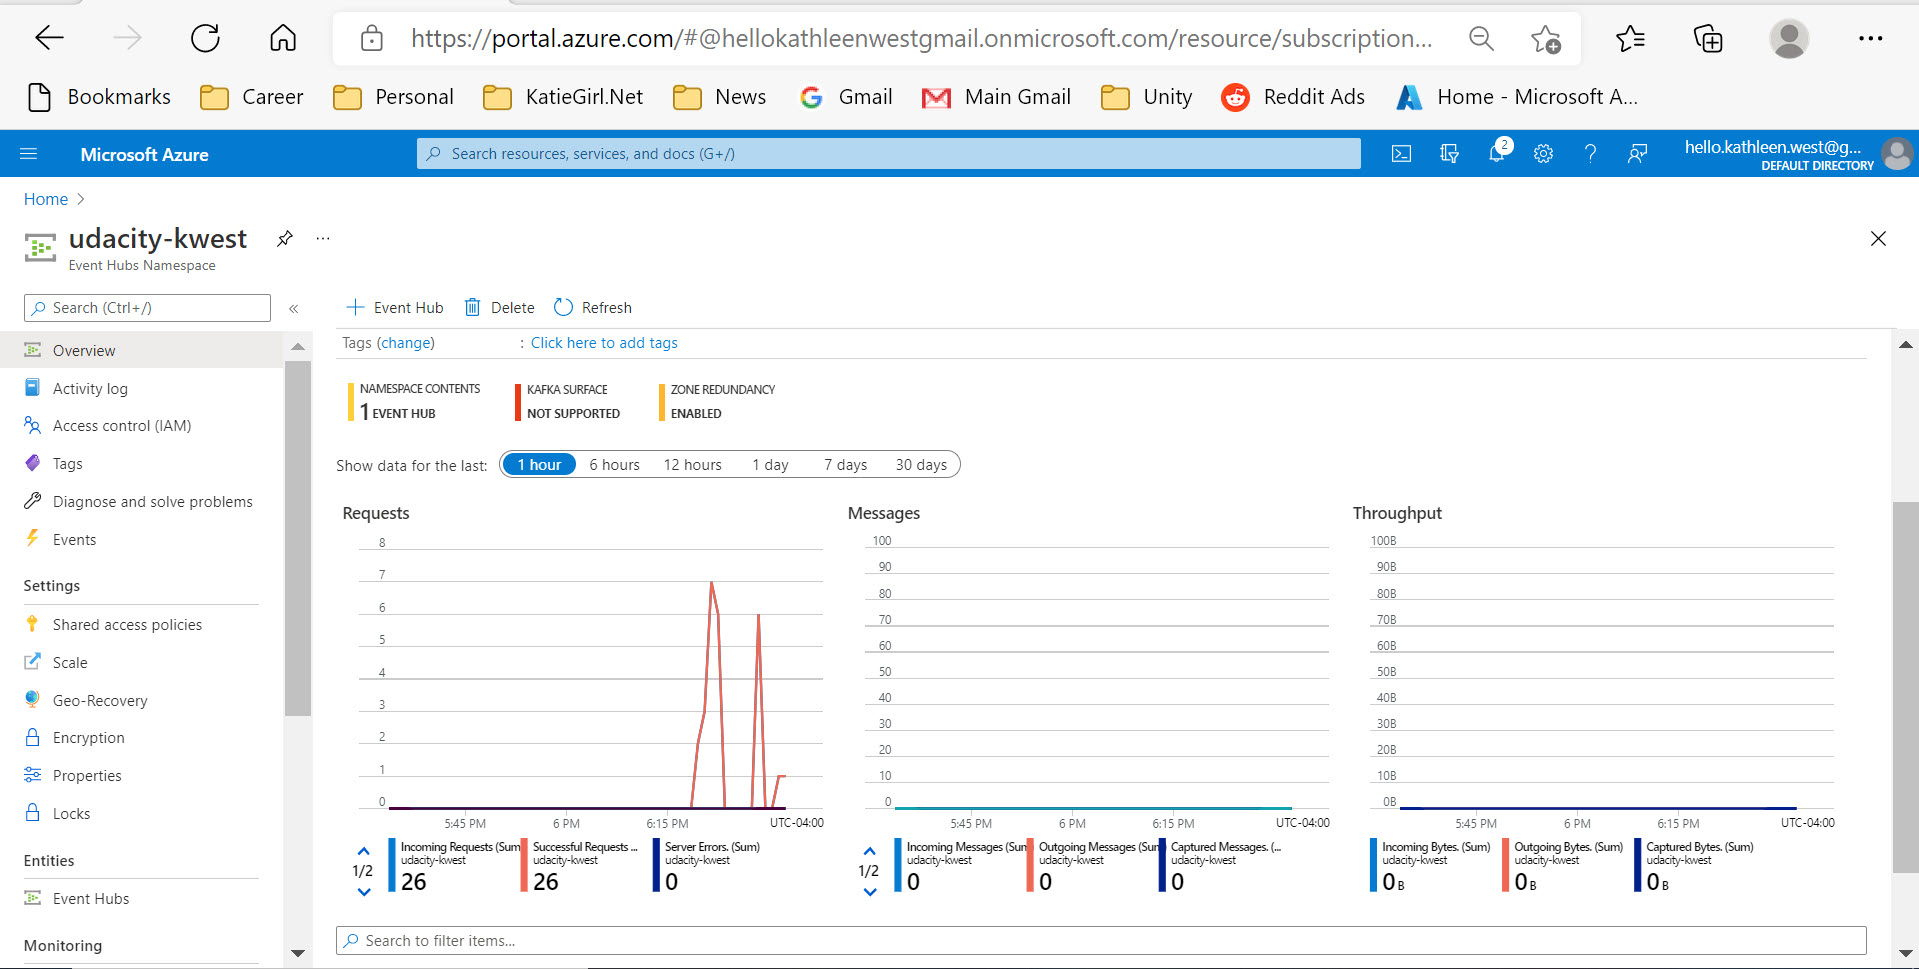 https://portal.azure.com/#@hellokathleenwestgmail.onmicrosoft.com/resource/subscription...
Bookmarks Career Personal KatieGirl.Net News Gmail Main Gmail Unity Reddit Ads Home - Microsoft A...
Microsoft Azure
Search resources, services, and docs (G+/)
2
hello.kathleen.west@g...
DEFAULT DIRECTORY
Home
udacity-kwest
Event Hubs Namespace
Search (Ctrl+/)
Overview
Activity log
Access control (IAM)
Tags
Diagnose and solve problems
Events
Settings
Shared access policies
Scale
Geo-Recovery
Encryption
Properties
Locks
Entities
Event Hubs
Monitoring
Event Hub Delete Refresh
Tags (change) : Click here to add tags
NAMESPACE CONTENTS
1 EVENT HUB
KAFKA SURFACE
NOT SUPPORTED
ZONE REDUNDANCY
ENABLED
Show data for the last: 1 hour 6 hours 12 hours 1 day 7 days 30 days
Requests
8
7
6
5
4
3
2
1
0
5:45 PM 6 PM 6:15 PM UTC-04:00
1/2
Incoming Requests (Sum
udacity-kwest
26
Successful Requests ...
udacity-kwest
26
Server Errors. (Sum)
udacity-kwest
0
Messages
100
90
80
70
60
50
40
30
20
10
0
5:45 PM 6 PM 6:15 PM UTC-04:00
1/2
Incoming Messages (Sum
udacity-kwest
0
Outgoing Messages (Sum
udacity-kwest
0
Captured Messages. (...
udacity-kwest
0
Throughput
100B
90B
80B
70B
60B
50B
40B
30B
20B
10B
0B
5:45 PM 6 PM 6:15 PM UTC-04:00
Incoming Bytes. (Sum)
udacity-kwest
0 B
Outgoing Bytes. (Sum)
udacity-kwest
0 B
Captured Bytes. (Sum)
udacity-kwest
0 B
Search to filter items...